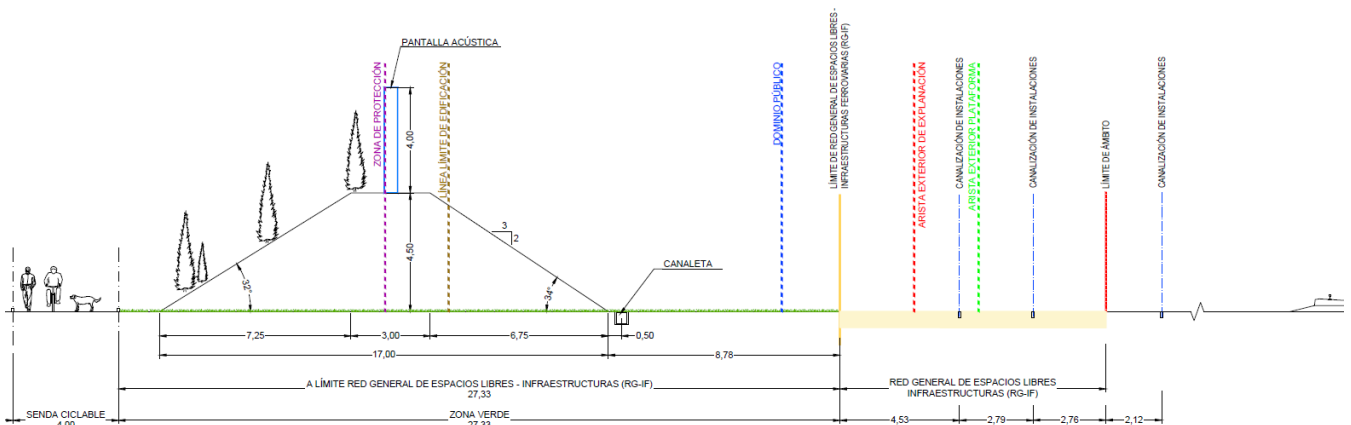 PANTALLA ACÚSTICA
ZONA DE PROTECCIÓN
4,00
LÍNEA LÍMITE DE EDIFICACIÓN
DOMINIO PÚBLICO
LÍMITE DE RED GENERAL DE ESPACIOS LIBRES -
INFRAESTRUCTURAS FERROVIARIAS (RG-IF)
ARISTA EXTERIOR DE EXPLANACIÓN
CANALIZACIÓN DE INSTALACIONES
ARISTA EXTERIOR PLATAFORMA
CANALIZACIÓN DE INSTALACIONES
LÍMITE DE ÁMBITO
CANALIZACIÓN DE INSTALACIONES
3
2
4,50
CANALETA
32°
34°
7,25
3,00
6,75
0,50
17,00
8,78
A LÍMITE RED GENERAL DE ESPACIOS LIBRES - INFRAESTRUCTURAS (RG-IF)
27,33
RED GENERAL DE ESPACIOS LIBRES
INFRAESTRUCTURAS (RG-IF)
SENDA CICLABLE
4,00
ZONA VERDE
27,33
4,53
2,79
2,76
2,12